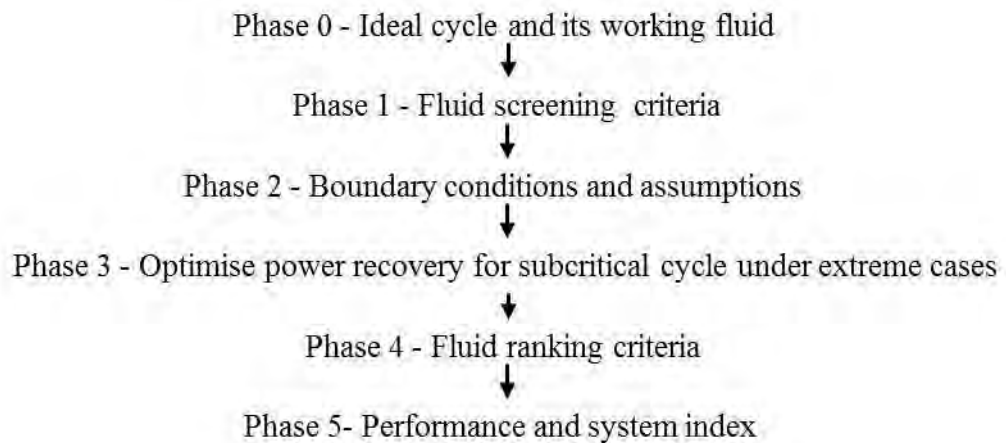 Phase 0 - Ideal cycle and its working fluid
Phase 1 - Fluid screening criteria
Phase 2 - Boundary conditions and assumptions
Phase 3 - Optimise power recovery for subcritical cycle under extreme cases
Phase 4 - Fluid ranking criteria
Phase 5- Performance and system index